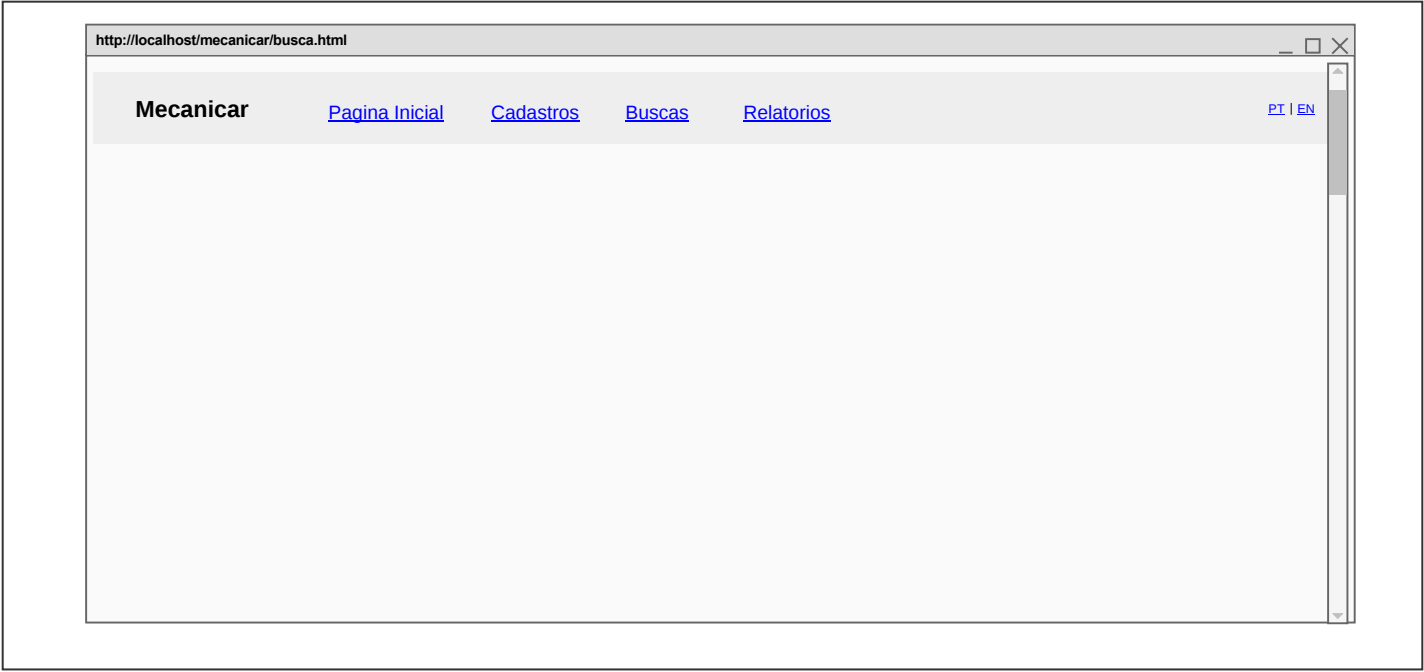 http://localhost/mecanicar/busca.html
Mecanicar Pagina Inicial Cadastros Buscas Relatorios PT | EN